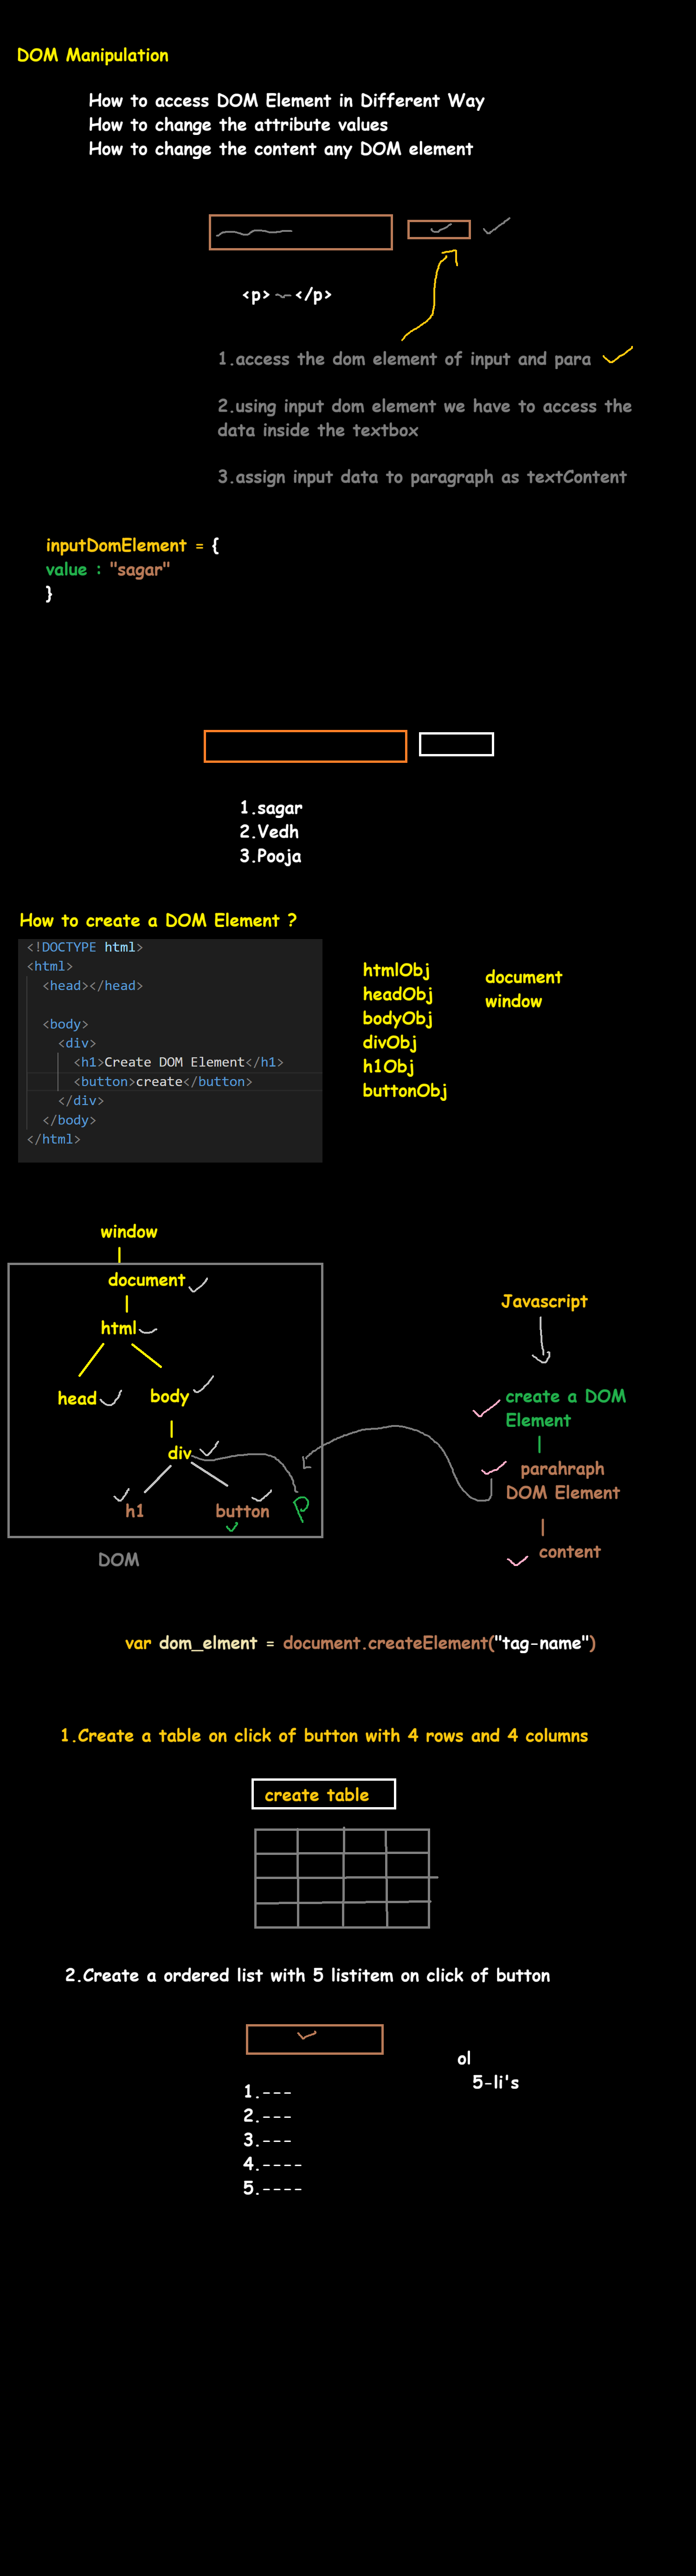 DOM Manipulation
How to access DOM Element in Different Way
How to change the attribute values
How to change the content any DOM element
<p> </p>
1.access the dom element of input and para
2.using input dom element we have to access the
data inside the textbox
3.assign input data to paragraph as textContent
inputDomElement = {
value : "sagar"
}
1.sagar
2.Vedh
3.Pooja
How to create a DOM Element ?
<!DOCTYPE html>
<html>
<head></head>
<body>
<div>
<h1>Create DOM Element</h1>
<button>create</button>
</div>
</body>
</html>
htmlObj
headObj
bodyObj
divObj
h1Obj
buttonObj
document
window
window
document
html
head
body
div
h1
button
P
DOM
Javascript
create a DOM
Element
parahraph
DOM Element
content
var dom_elment = document.createElement("tag-name")
1.Create a table on click of button with 4 rows and 4 columns
create table
2.Create a ordered list with 5 listitem on click of button
ol
5-li's
1.---
2.---
3.---
4.----
5.----